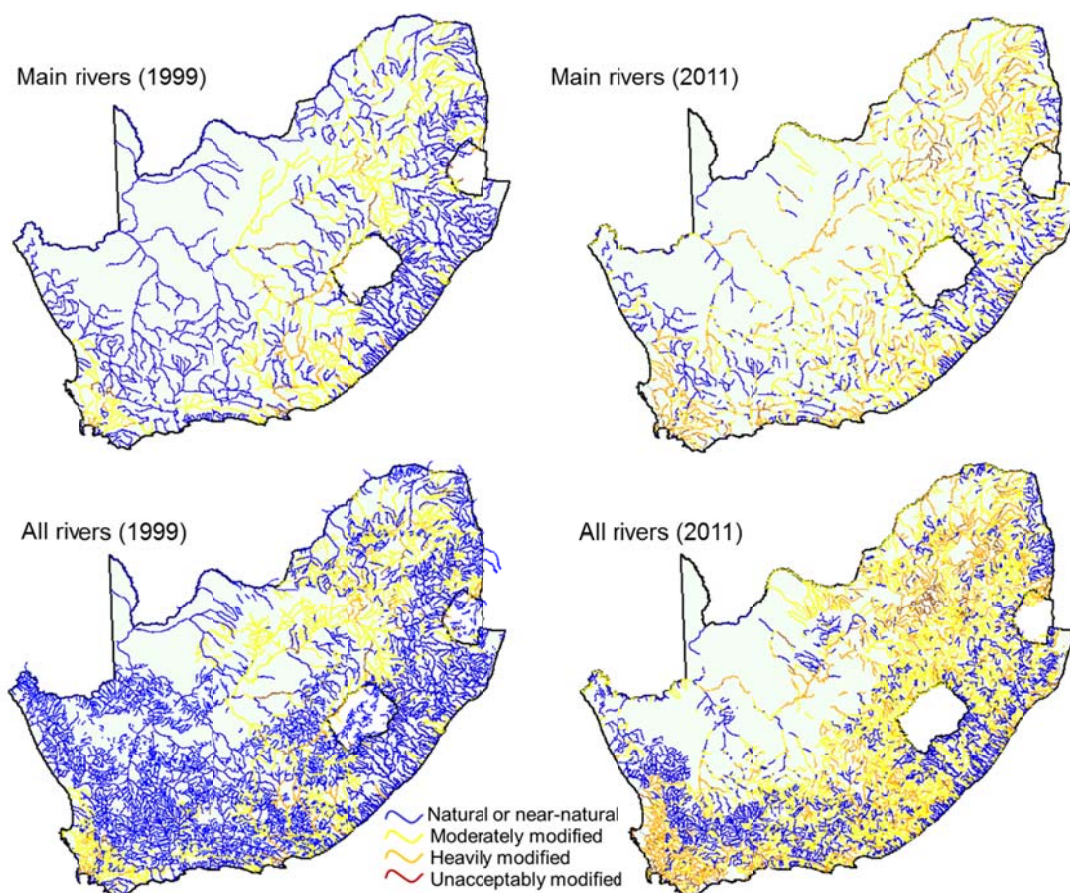 Main rivers (1999)
Main rivers (2011)
All rivers (1999)
All rivers (2011)
Natural or near-natural
Moderately modified
Heavily modified
Unacceptably modified